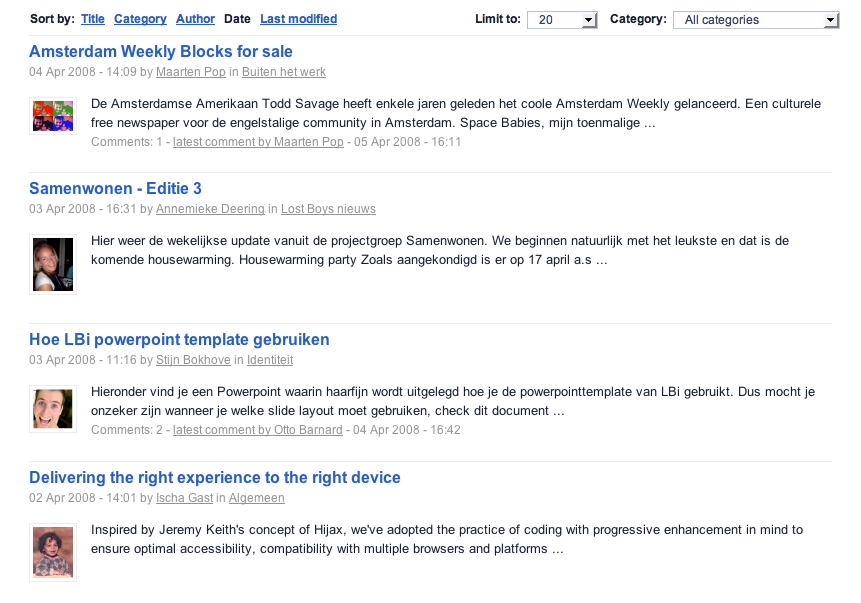 Sort by: Title Category Author Date Last modified Limit to: 20 Category: All categories
Amsterdam Weekly Blocks for sale
04 Apr 2008 - 14:09 by Maarten Pop in Buiten het werk
De Amsterdamse Amerikaan Todd Savage heeft enkele jaren geleden het coole Amsterdam Weekly gelanceerd. Een culturele
free newspaper voor de engelstalige community in Amsterdam. Space Babies, mijn toenmalige ...
Comments: 1 - latest comment by Maarten Pop - 05 Apr 2008 - 16:11
Samenwonen - Editie 3
03 Apr 2008 - 16:31 by Annemieke Deering in Lost Boys nieuws
Hier weer de wekelijkse update vanuit de projectgroep Samenwonen. We beginnen natuurlijk met het leukste en dat is de
komende housewarming. Housewarming party Zoals aangekondigd is er op 17 april a.s ...
Hoe LBi powerpoint template gebruiken
03 Apr 2008 - 11:16 by Stijn Bokhove in Identiteit
Hieronder vind je een Powerpoint waarin haarfijn wordt uitgelegd hoe je de powerpointtemplate van LBi gebruikt. Dus mocht je
onzeker zijn wanneer je welke slide layout moet gebruiken, check dit document ...
Comments: 2 - latest comment by Otto Barnard - 04 Apr 2008 - 16:42
Delivering the right experience to the right device
02 Apr 2008 - 14:01 by Ischa Gast in Algemeen
Inspired by Jeremy Keith's concept of Hijax, we've adopted the practice of coding with progressive enhancement in mind to
ensure optimal accessibility, compatibility with multiple browsers and platforms ...